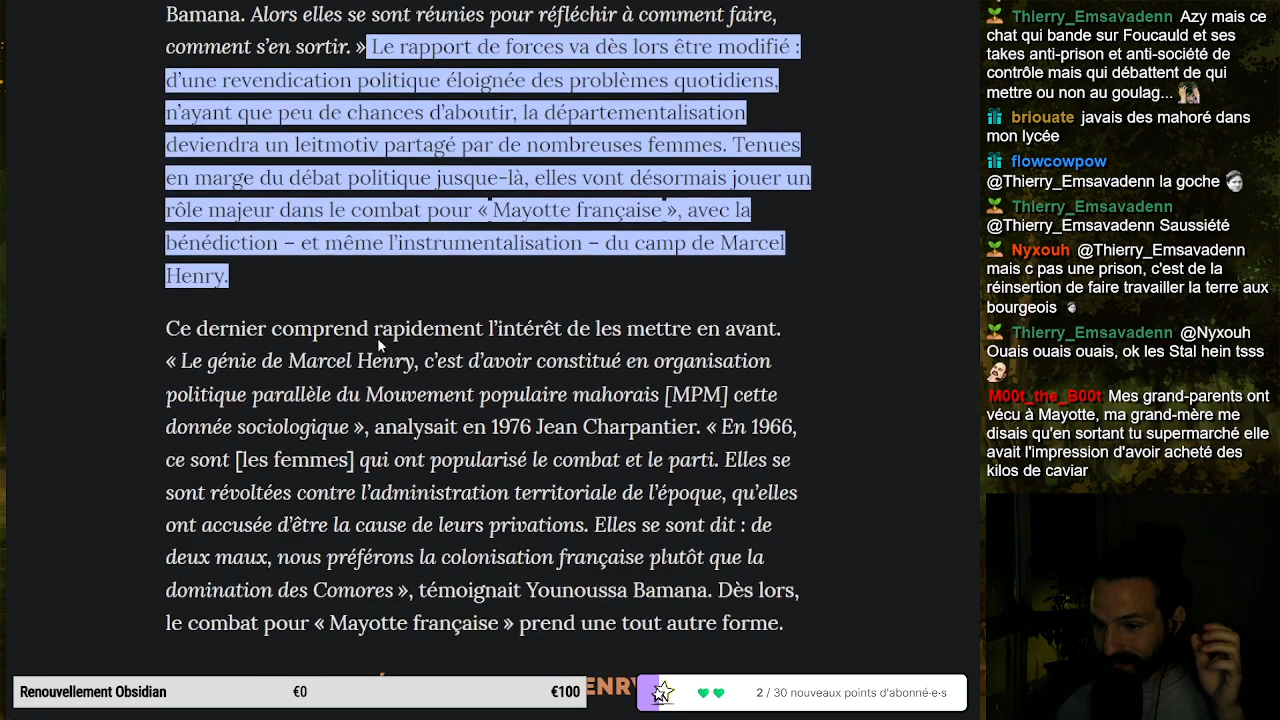 Bamana. Alors elles se sont réunies pour réfléchir à comment faire,
comment s’en sortir. » Le rapport de forces va dès lors être modifié :
d’une revendication politique éloignée des problèmes quotidiens,
n’ayant que peu de chances d’aboutir, la départementalisation
deviendra un leitmotiv partagé par de nombreuses femmes. Tenues
en marge du débat politique jusque-là, elles vont désormais jouer un
rôle majeur dans le combat pour « Mayotte française », avec la
bénédiction – et même l’instrumentalisation – du camp de Marcel
Henry.
Ce dernier comprend rapidement l’intérêt de les mettre en avant.
« Le génie de Marcel Henry, c’est d’avoir constitué en organisation
politique parallèle du Mouvement populaire mahorais [MPM] cette
donnée sociologique », analysait en 1976 Jean Charpantier. « En 1966,
ce sont [les femmes] qui ont popularisé le combat et le parti. Elles se
sont révoltées contre l’administration territoriale de l’époque, qu’elles
ont accusée d’être la cause de leurs privations. Elles se sont dit : de
deux maux, nous préférons la colonisation française plutôt que la
domination des Comores », témoignait Younoussa Bamana. Dès lors,
le combat pour « Mayotte française » prend une tout autre forme.
Renouvellement Obsidian €0 €100
2 / 30 nouveaux points d'abonné·e·s
Thierry_Emsavadenn Azy mais ce
chat qui bande sur Foucauld et ses
takes anti-prison et anti-société de
contrôle mais qui débattent de qui
mettre ou non au goulag...
briouate javais des mahoré dans
mon lycée
flowcowpow
@Thierry_Emsavadenn la goche
Thierry_Emsavadenn
@Thierry_Emsavadenn Saussiété
Nyxouh @Thierry_Emsavadenn
mais c pas une prison, c'est de la
réinsertion de faire travailler la terre aux
bourgeois
Thierry_Emsavadenn @Nyxouh
Ouais ouais ouais, ok les Stal hein tsss
M00t_the_B00t Mes grand-parents ont
vécu à Mayotte, ma grand-mère me
disais qu'en sortant tu supermarché elle
avait l'impression d'avoir acheté des
kilos de caviar